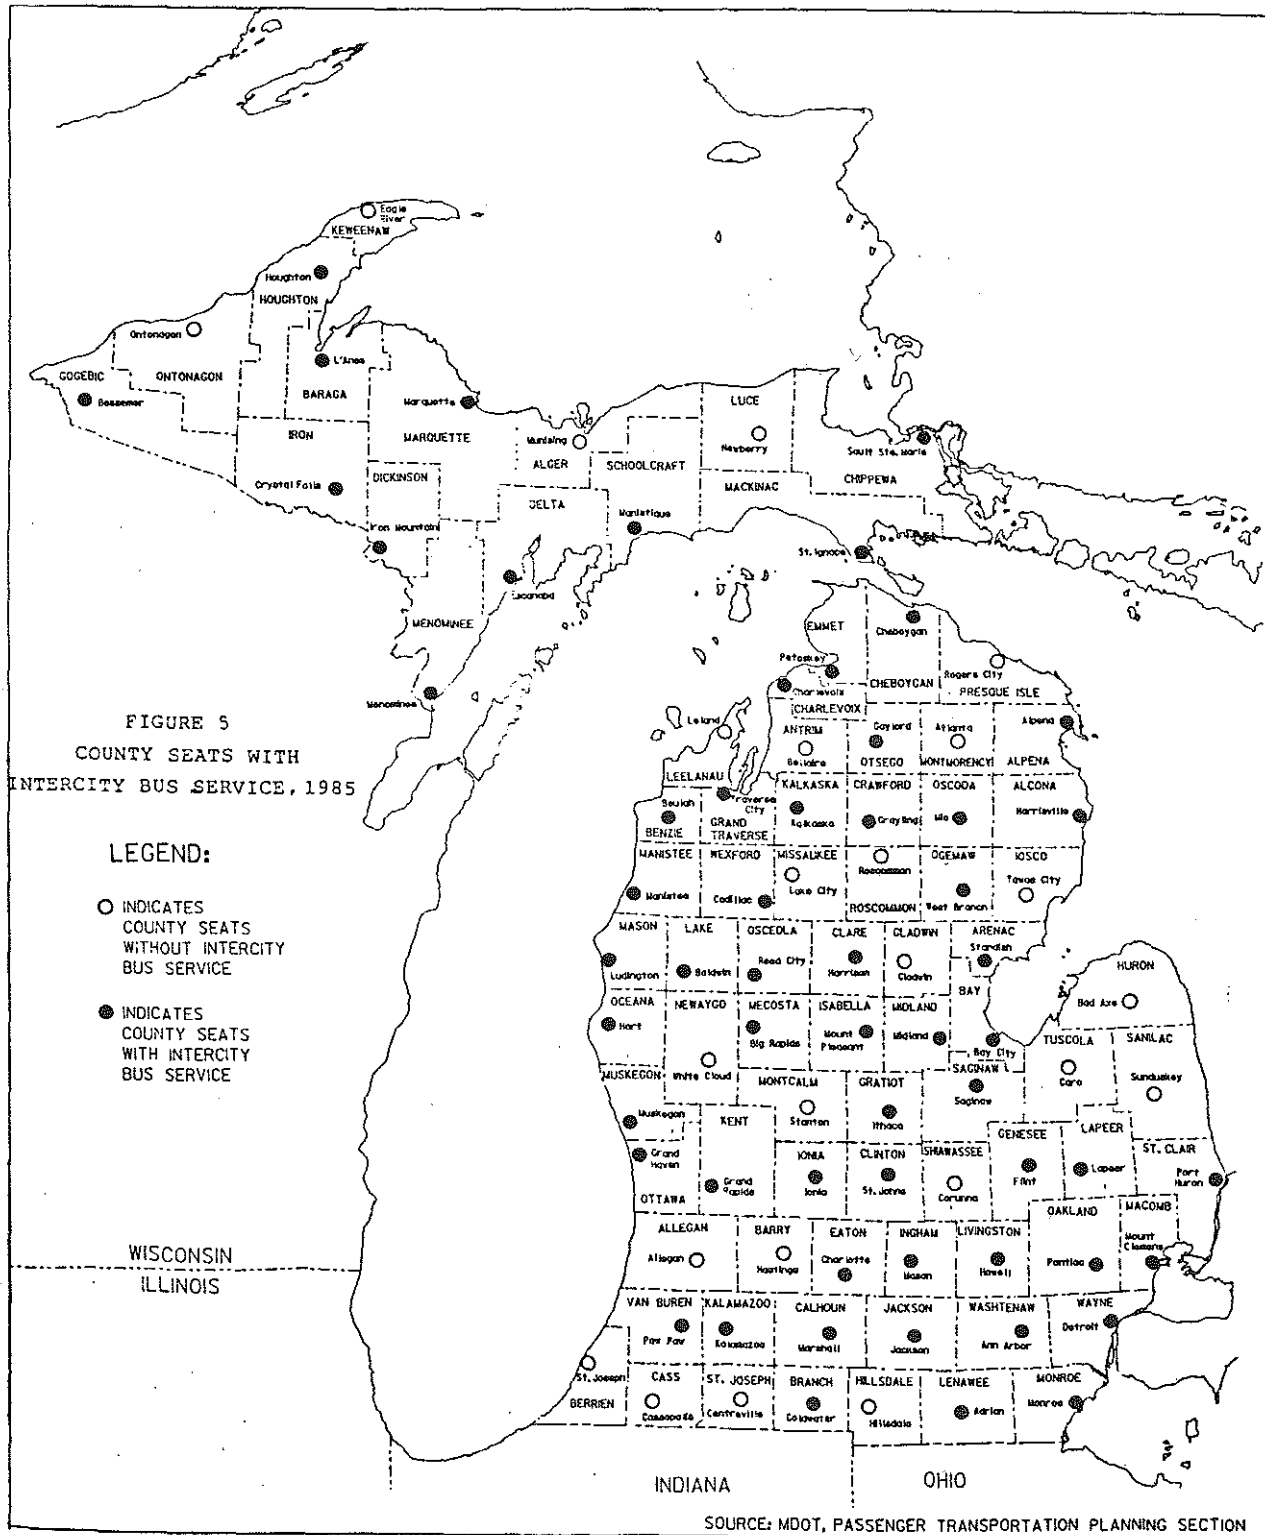 Eagle
River
KEWEENAW
Houghton
HOUGHTON
Ontonagon
L'Anse
GOGEBIC
ONTONAGON
BARAGA
Bessemer
Marquette
LUCE
IRON
MARQUETTE
Munising
Newberry
Sault Ste. Marie
ALGER
SCHOOLCRAFT
DICKINSON
MACKINAC
CHIPPEWA
Crystal Falls
DELTA
Manistique
Iron Mountain
St. Ignace
Escanaba
MENOMINEE
EMMET
Cheboygan
Petoskey
Rogers City
CHEBOYGAN
PRESQUE ISLE
Menominee
Charlevoix
CHARLEVOIX
FIGURE 5
COUNTY SEATS WITH
INTERCITY BUS SERVICE, 1985
Leland
ANTRIM
Gaylord
Atlanta
Alpena
Bellaire
OTSEGO
MONTMORENCY
ALPENA
LEELANAU
KALKASKA
CRAWFORD
OSCODA
ALCONA
Beulah
Traverse
City
Kalkaska
Grayling
Mio
Harrisville
BENZIE
GRAND
TRAVERSE
LEGEND:
MANISTEE
WEXFORD
MISSAUKEE
Roscommon
OGEMAW
IOSCO
Manistee
Cadillac
Lake City
ROSCOMMON
West Branch
Tawas City
INDICATES
COUNTY SEATS
WITHOUT INTERCITY
BUS SERVICE
MASON
LAKE
OSCEOLA
CLARE
GLADWIN
ARENAC
Standish
Ludington
Baldwin
Reed City
Harrison
Gladwin
HURON
BAY
Bad Axe
INDICATES
COUNTY SEATS
WITH INTERCITY
BUS SERVICE
OCEANA
NEWAYGO
MECOSTA
ISABELLA
MIDLAND
Hart
Big Rapids
Mount
Pleasant
Midland
Bay City
TUSCOLA
SANILAC
MUSKEGON
White Cloud
MONTCALM
GRATIOT
SAGINAW
Caro
Sundusky
Saginaw
Muskegon
KENT
Stanton
Ithaca
GENESEE
LAPEER
Grand
Haven
IONIA
CLINTON
SHIAWASSEE
ST. CLAIR
Grand
Rapids
Ionia
St. Johns
Corunna
Flint
Lapeer
Port
Huron
OTTAWA
OAKLAND
MACOMB
ALLEGAN
BARRY
EATON
INGHAM
LIVINGSTON
Mount
Clemens
WISCONSIN
Allegan
Hastings
Charlotte
Mason
Howell
Pontiac
ILLINOIS
VAN BUREN
KALAMAZOO
CALHOUN
JACKSON
WASHTENAW
WAYNE
Paw Paw
Kalamazoo
Marshall
Jackson
Ann Arbor
Detroit
St. Joseph
CASS
ST. JOSEPH
BRANCH
HILLSDALE
LENAWEE
MONROE
BERRIEN
Cassopolis
Centreville
Coldwater
Hillsdale
Adrian
Monroe
INDIANA
OHIO
SOURCE: MDOT, PASSENGER TRANSPORTATION PLANNING SECTION